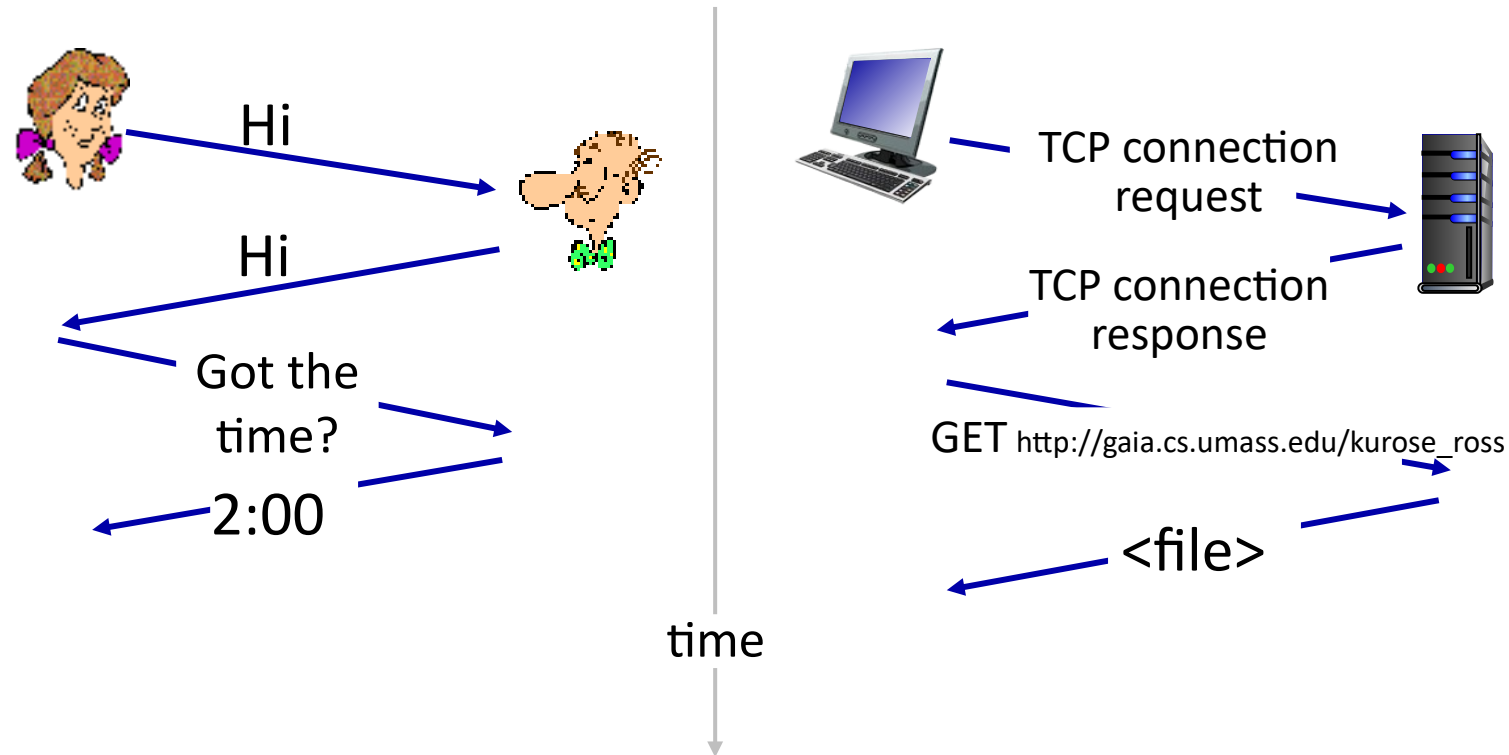 Hi
Hi
Got the
time?
2:00
time
TCP connection
request
TCP connection
response
GET http://gaia.cs.umass.edu/kurose_ross
<file>